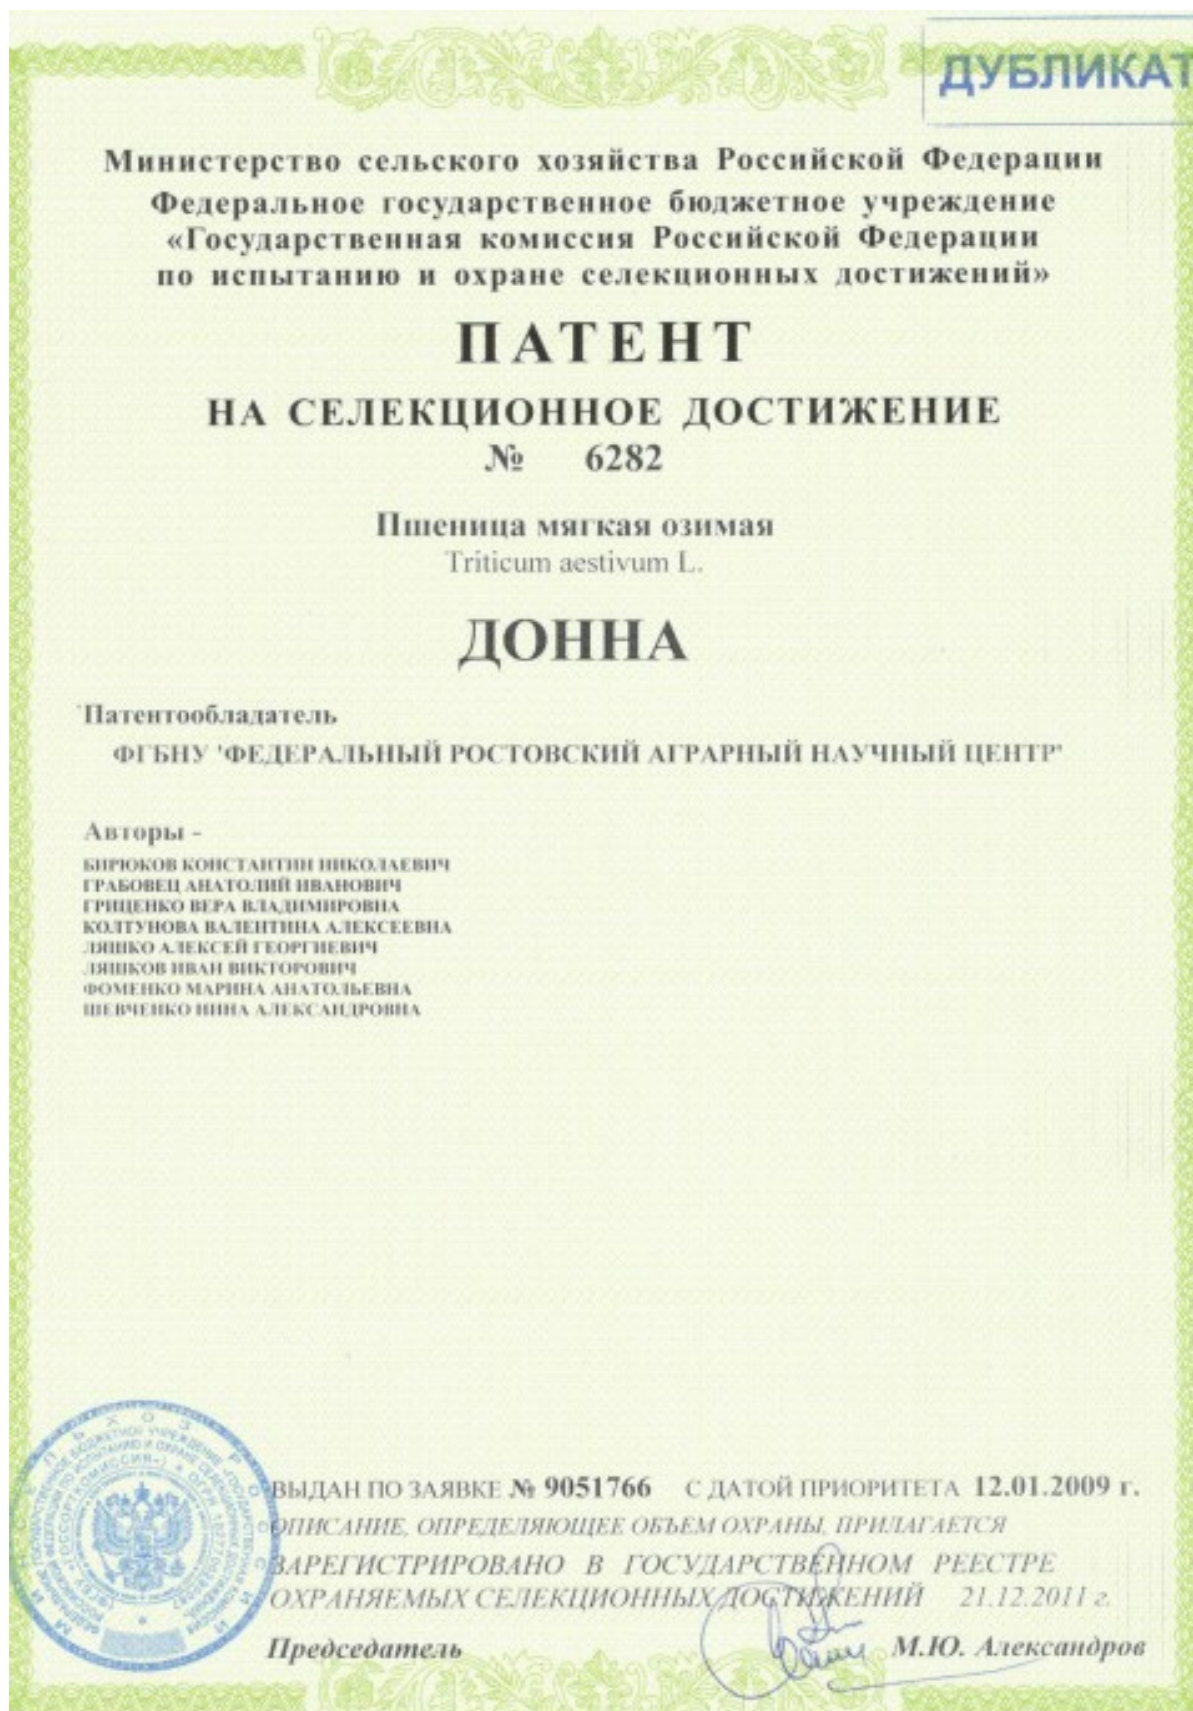 ДУБЛИКАТ
Министерство сельского хозяйства Российской Федерации
Федеральное государственное бюджетное учреждение
«Государственная комиссия Российской Федерации
по испытанию и охране селекционных достижений»
ПАТЕНТ
НА СЕЛЕКЦИОННОЕ ДОСТИЖЕНИЕ
№ 6282
Пшеница мягкая озимая
Triticum aestivum L.
ДОННА
Патентообладатель
ФГБНУ 'ФЕДЕРАЛЬНЫЙ РОСТОВСКИЙ АГРАРНЫЙ НАУЧНЫЙ ЦЕНТР'
Авторы -
БИРЮКОВ КОНСТАНТИН НИКОЛАЕВИЧ
ГРАБОВЕЦ АНАТОЛИЙ ИВАНОВИЧ
ГРИЦЕНКО ВЕРА ВЛАДИМИРОВНА
КОЛТУНОВА ВАЛЕНТИНА АЛЕКСЕЕВНА
ЛЯШКО АЛЕКСЕЙ ГЕОРГИЕВИЧ
ЛЯШКОВ ИВАН ВИКТОРОВИЧ
ФОМЕНКО МАРИНА АНАТОЛЬЕВНА
ШЕВЧЕНКО НИНА АЛЕКСАНДРОВНА
ВЫДАН ПО ЗАЯВКЕ № 9051766 С ДАТОЙ ПРИОРИТЕТА 12.01.2009 г.
ОПИСАНИЕ, ОПРЕДЕЛЯЮЩЕЕ ОБЪЕМ ОХРАНЫ, ПРИЛАГАЕТСЯ
ЗАРЕГИСТРИРОВАНО В ГОСУДАРСТВЕННОМ РЕЕСТРЕ
ОХРАНЯЕМЫХ СЕЛЕКЦИОННЫХ ДОСТИЖЕНИЙ 21.12.2011 г.
Председатель М.Ю. Александров